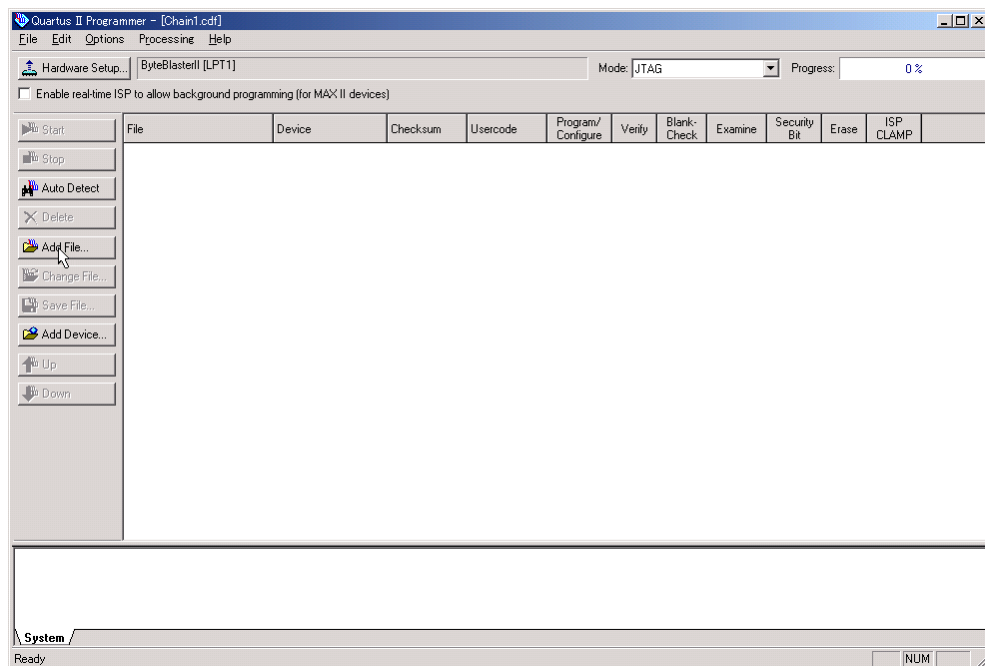 Quartus II Programmer - [Chain1.cdf]
File Edit Options Processing Help
Hardware Setup... ByteBlasterII [LPT1] Mode: JTAG Progress: 0 %
Enable real-time ISP to allow background programming (for MAX II devices)
Start
Stop
Auto Detect
Delete
Add File...
Change File...
Save File...
Add Device...
Up
Down
File Device Checksum Usercode Program/ Configure Verify Blank- Check Examine Security Bit Erase ISP CLAMP
System
Ready NUM